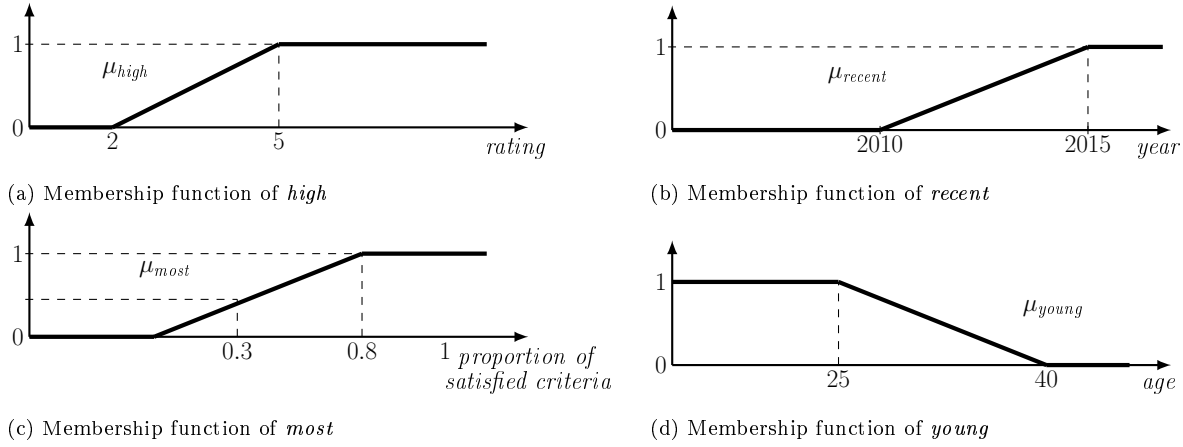 1
μhigh
0
2
5
rating
(a) Membership function of high
1
μrecent
0
2010
2015
year
(b) Membership function of recent
1
μmost
0
0.3
0.8
1
proportion of
satisfied criteria
(c) Membership function of most
1
μyoung
0
25
40
age
(d) Membership function of young